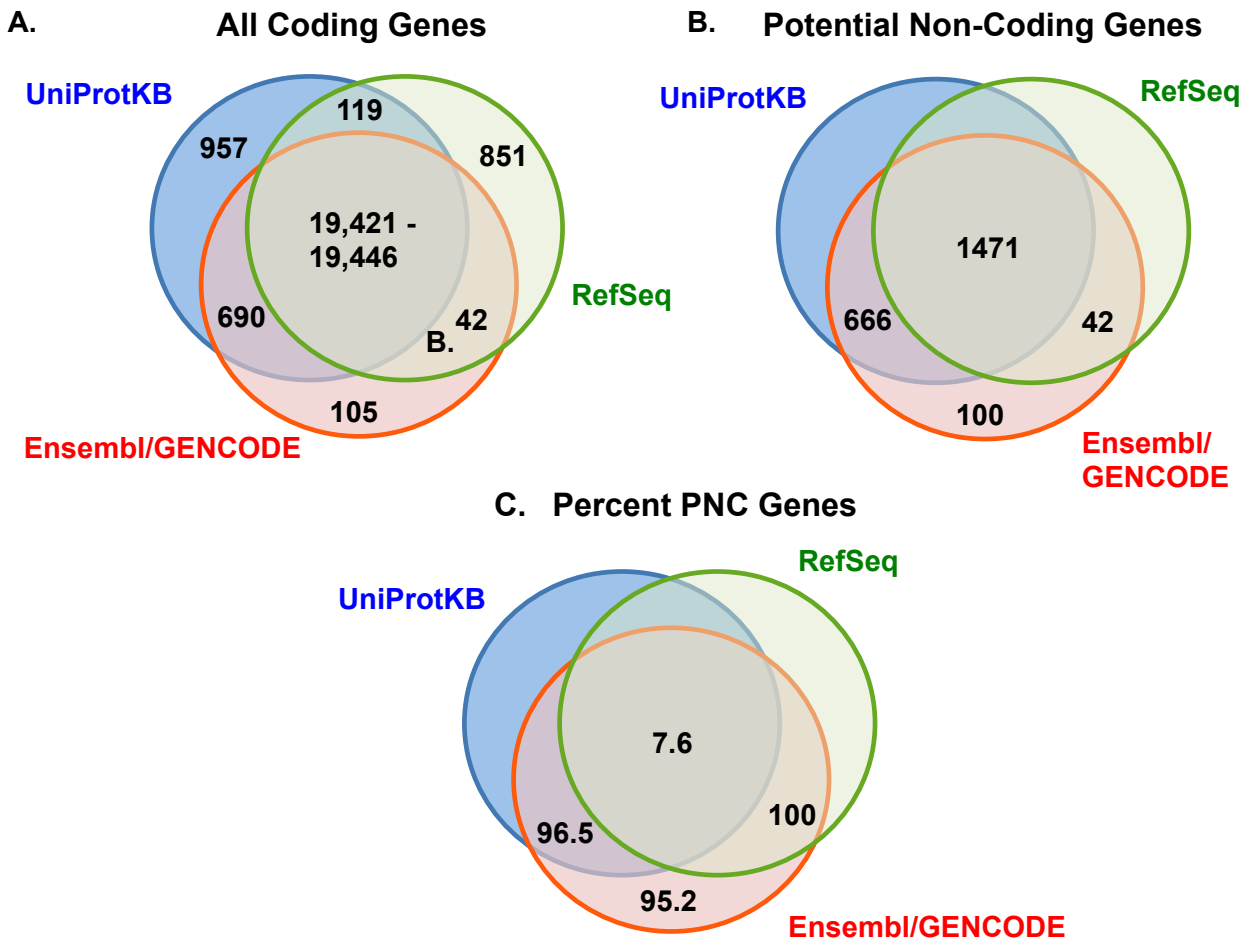 A. All Coding Genes
UniProtKB
119
957
851
19,421 -
19,446
RefSeq
690
42
B.
105
Ensembl/GENCODE
B. Potential Non-Coding Genes
UniProtKB
RefSeq
1471
666
42
100
Ensembl/
GENCODE
C. Percent PNC Genes
RefSeq
UniProtKB
7.6
100
96.5
95.2
Ensembl/GENCODE